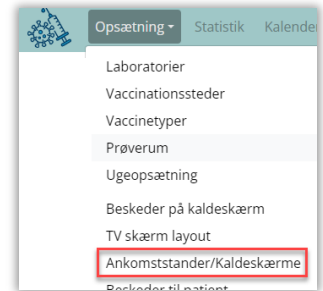 Opsætning Statistik Kalender
Laboratorier
Vaccinationssteder
Vaccinetyper
Prøverum
Ugeopsætning
Beskeder på kaldeskærm
TV skærm layout
Ankomststander/Kaldeskærme
Beskeder til patient